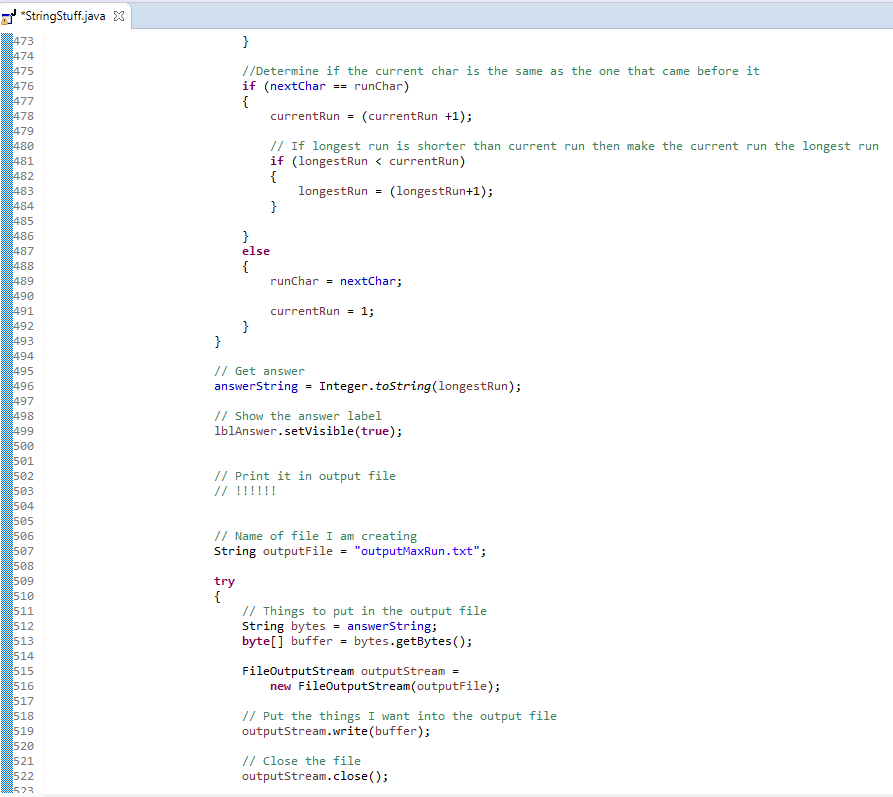 *StringStuff.java
473 }
474
475 //Determine if the current char is the same as the one that came before it
476 if (nextChar == runChar)
477 {
478 currentRun = (currentRun +1);
479
480 // If longest run is shorter than current run then make the current run the longest run
481 if (longestRun < currentRun)
482 {
483 longestRun = (longestRun+1);
484 }
485
486 }
487 else
488 {
489 runChar = nextChar;
490
491 currentRun = 1;
492 }
493 }
494
495 // Get answer
496 answerString = Integer.toString(longestRun);
497
498 // Show the answer label
499 lblAnswer.setVisible(true);
500
501
502 // Print it in output file
503 // !!!!!!
504
505
506 // Name of file I am creating
507 String outputFile = "outputMaxRun.txt";
508
509 try
510 {
511 // Things to put in the output file
512 String bytes = answerString;
513 byte[] buffer = bytes.getBytes();
514
515 FileOutputStream outputStream =
516 new FileOutputStream(outputFile);
517
518 // Put the things I want into the output file
519 outputStream.write(buffer);
520
521 // Close the file
522 outputStream.close();
523